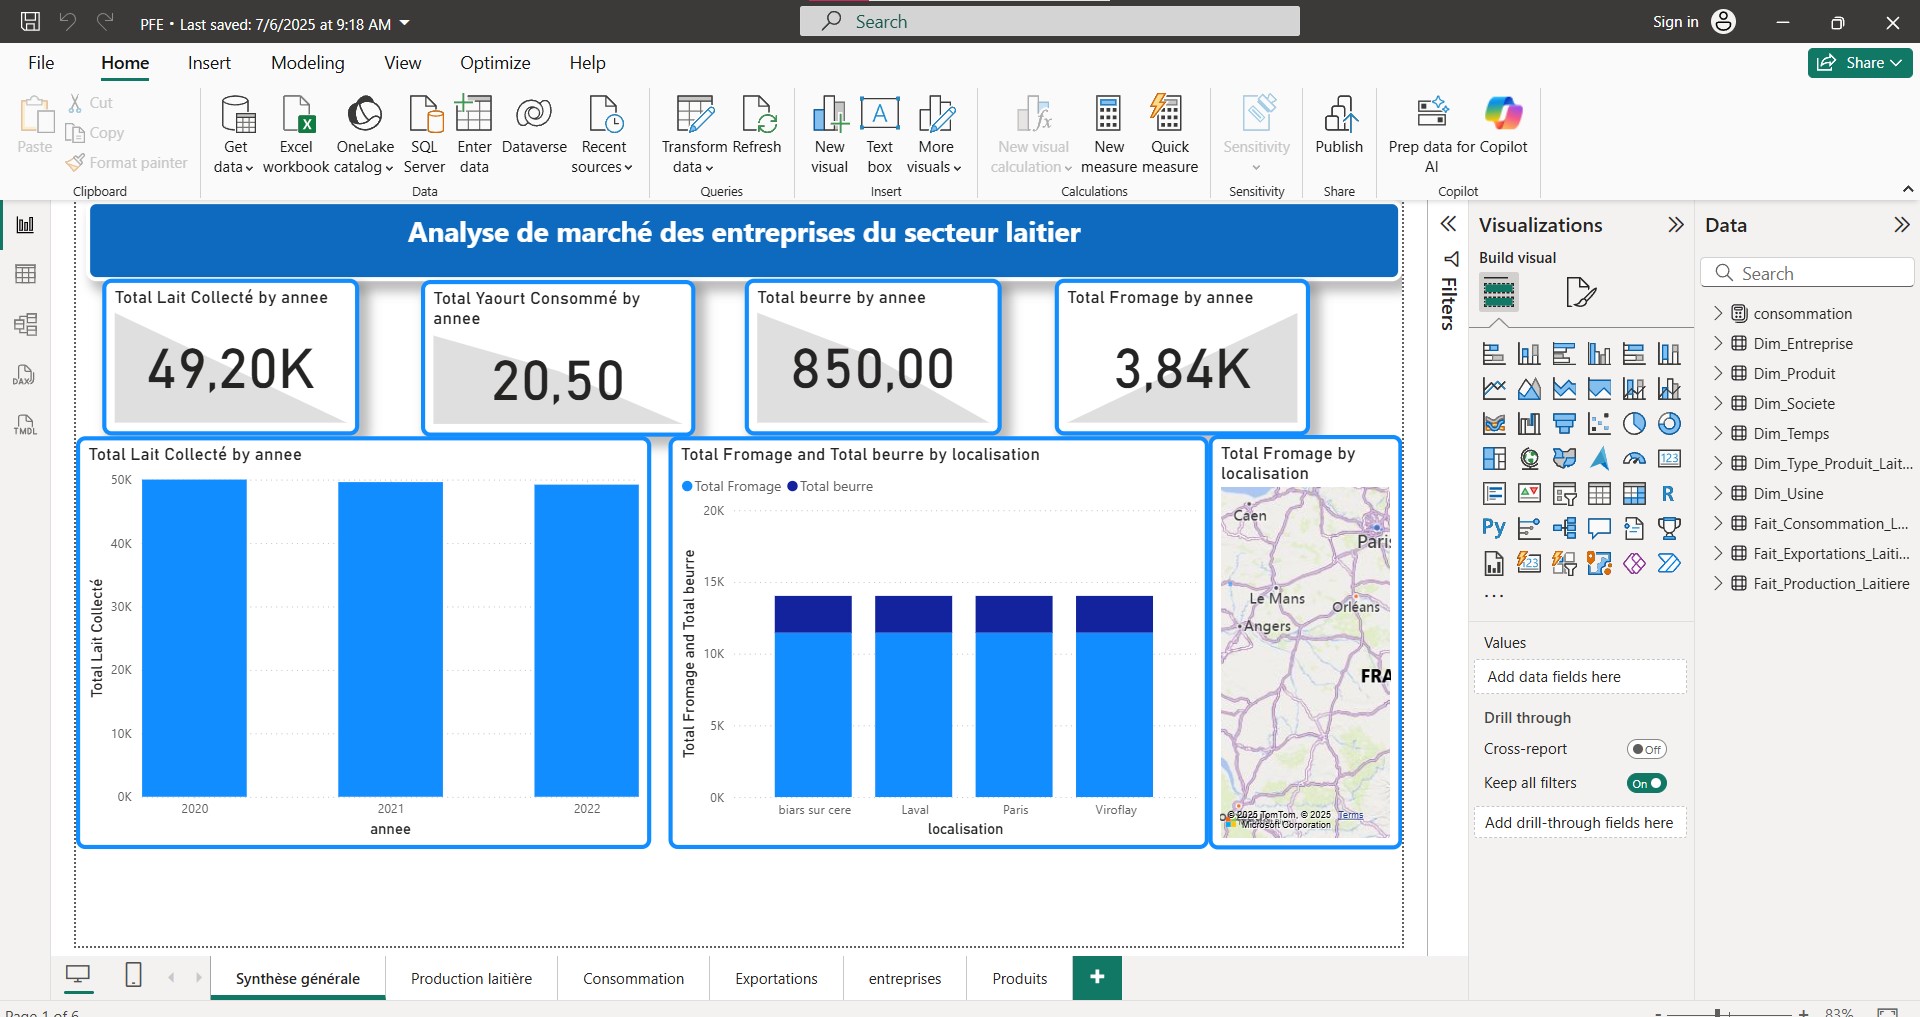 PFE • Last saved: 7/6/2025 at 9:18 AM
Search
Sign in
File
Home
Insert
Modeling
View
Optimize
Help
Share
Paste
Cut
Copy
Format painter
Clipboard
Get data
Excel workbook
OneLake catalog
SQL Server
Enter data
Dataverse
Recent sources
Data
Transform data
Refresh
Queries
New visual
Text box
More visuals
Insert
New visual calculation
New measure
Quick measure
Calculations
Sensitivity
Sensitivity
Publish
Share
Prep data for AI
Copilot
Copilot
DAX
TMDL
Analyse de marché des entreprises du secteur laitier
Total Lait Collecté by annee
49,20K
Total Yaourt Consommé by
annee
20,50
Total beurre by annee
850,00
Total Fromage by annee
3,84K
Total Lait Collecté by annee
Total Lait Collecté
50K
40K
30K
20K
10K
0K
2020
2021
2022
annee
Total Fromage and Total beurre by localisation
Total Fromage
Total beurre
Total Fromage and Total beurre
20K
15K
10K
5K
0K
biars sur cere
Laval
Paris
Viroflay
localisation
Total Fromage by
localisation
Caen
Paris
Le Mans
Orléans
Angers
FRA
© 2025 TomTom, © 2025
Microsoft Corporation
Terms
Filters
Visualizations
Build visual
123
R
Py
123
...
Values
Add data fields here
Drill through
Cross-report
Off
Keep all filters
On
Add drill-through fields here
Data
Search
consommation
Dim_Entreprise
Dim_Produit
Dim_Societe
Dim_Temps
Dim_Type_Produit_Lait...
Dim_Usine
Fait_Consommation_L...
Fait_Exportations_Laiti...
Fait_Production_Laitiere
Synthèse générale
Production laitière
Consommation
Exportations
entreprises
Produits
+
Page 1 of 6
- + 83%